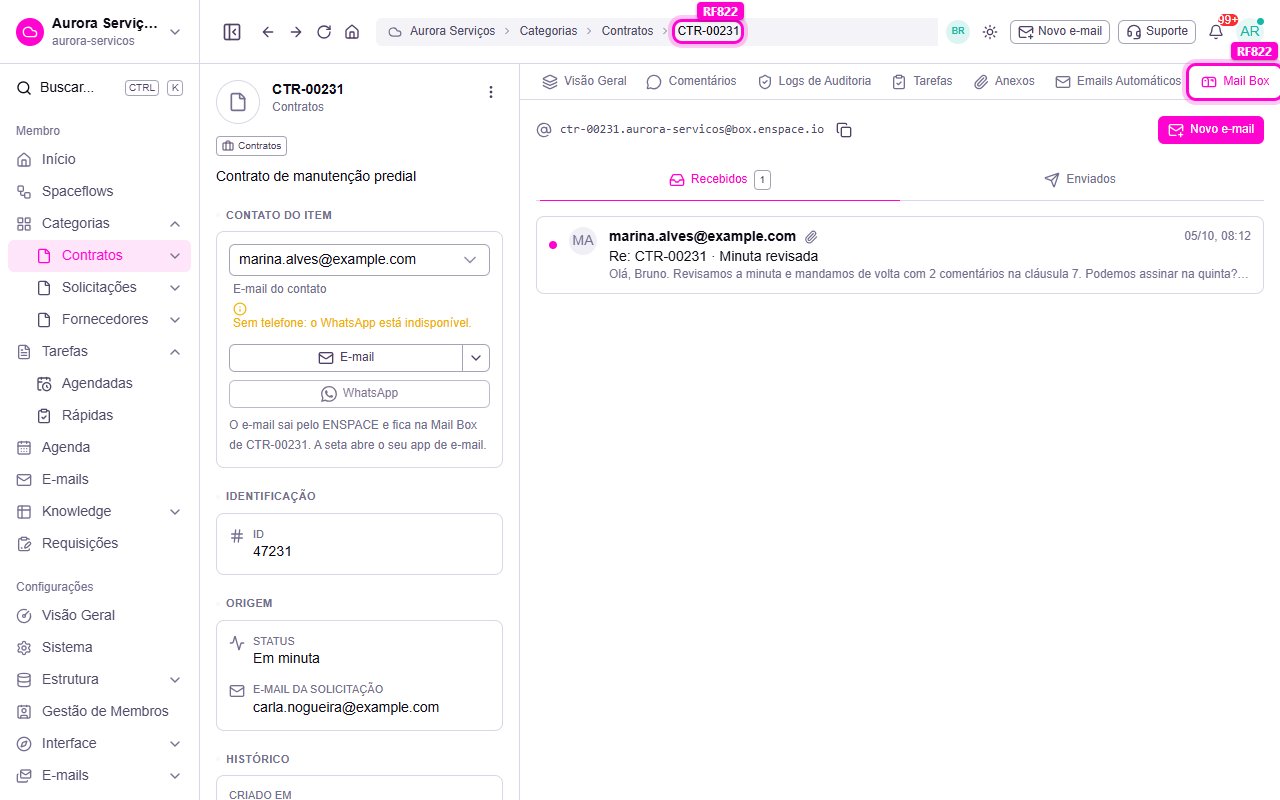 Aurora Serviç...
aurora-servicos
Buscar...
CTRL
K
Membro
Início
Spaceflows
Categorias
Contratos
Solicitações
Fornecedores
Tarefas
Agendadas
Rápidas
Agenda
E-mails
Knowledge
Requisições
Configurações
Visão Geral
Sistema
Estrutura
Gestão de Membros
Interface
E-mails
RF822
Aurora Serviços
Categorias
Contratos
CTR-00231
BR
Novo e-mail
Suporte
99+
AR
RF822
CTR-00231
Contratos
Contratos
Contrato de manutenção predial
CONTATO DO ITEM
marina.alves@example.com
E-mail do contato
Sem telefone: o WhatsApp está indisponível.
E-mail
WhatsApp
O e-mail sai pelo ENSPACE e fica na Mail Box
de CTR-00231. A seta abre o seu app de e-mail.
IDENTIFICAÇÃO
ID
47231
ORIGEM
STATUS
Em minuta
E-MAIL DA SOLICITAÇÃO
carla.nogueira@example.com
HISTÓRICO
CRIADO EM
Visão Geral
Comentários
Logs de Auditoria
Tarefas
Anexos
Emails Automáticos
Mail Box
ctr-00231.aurora-servicos@box.enspace.io
Novo e-mail
Recebidos
1
Enviados
MA
marina.alves@example.com
05/10, 08:12
Re: CTR-00231 · Minuta revisada
Olá, Bruno. Revisamos a minuta e mandamos de volta com 2 comentários na cláusula 7. Podemos assinar na quinta?...